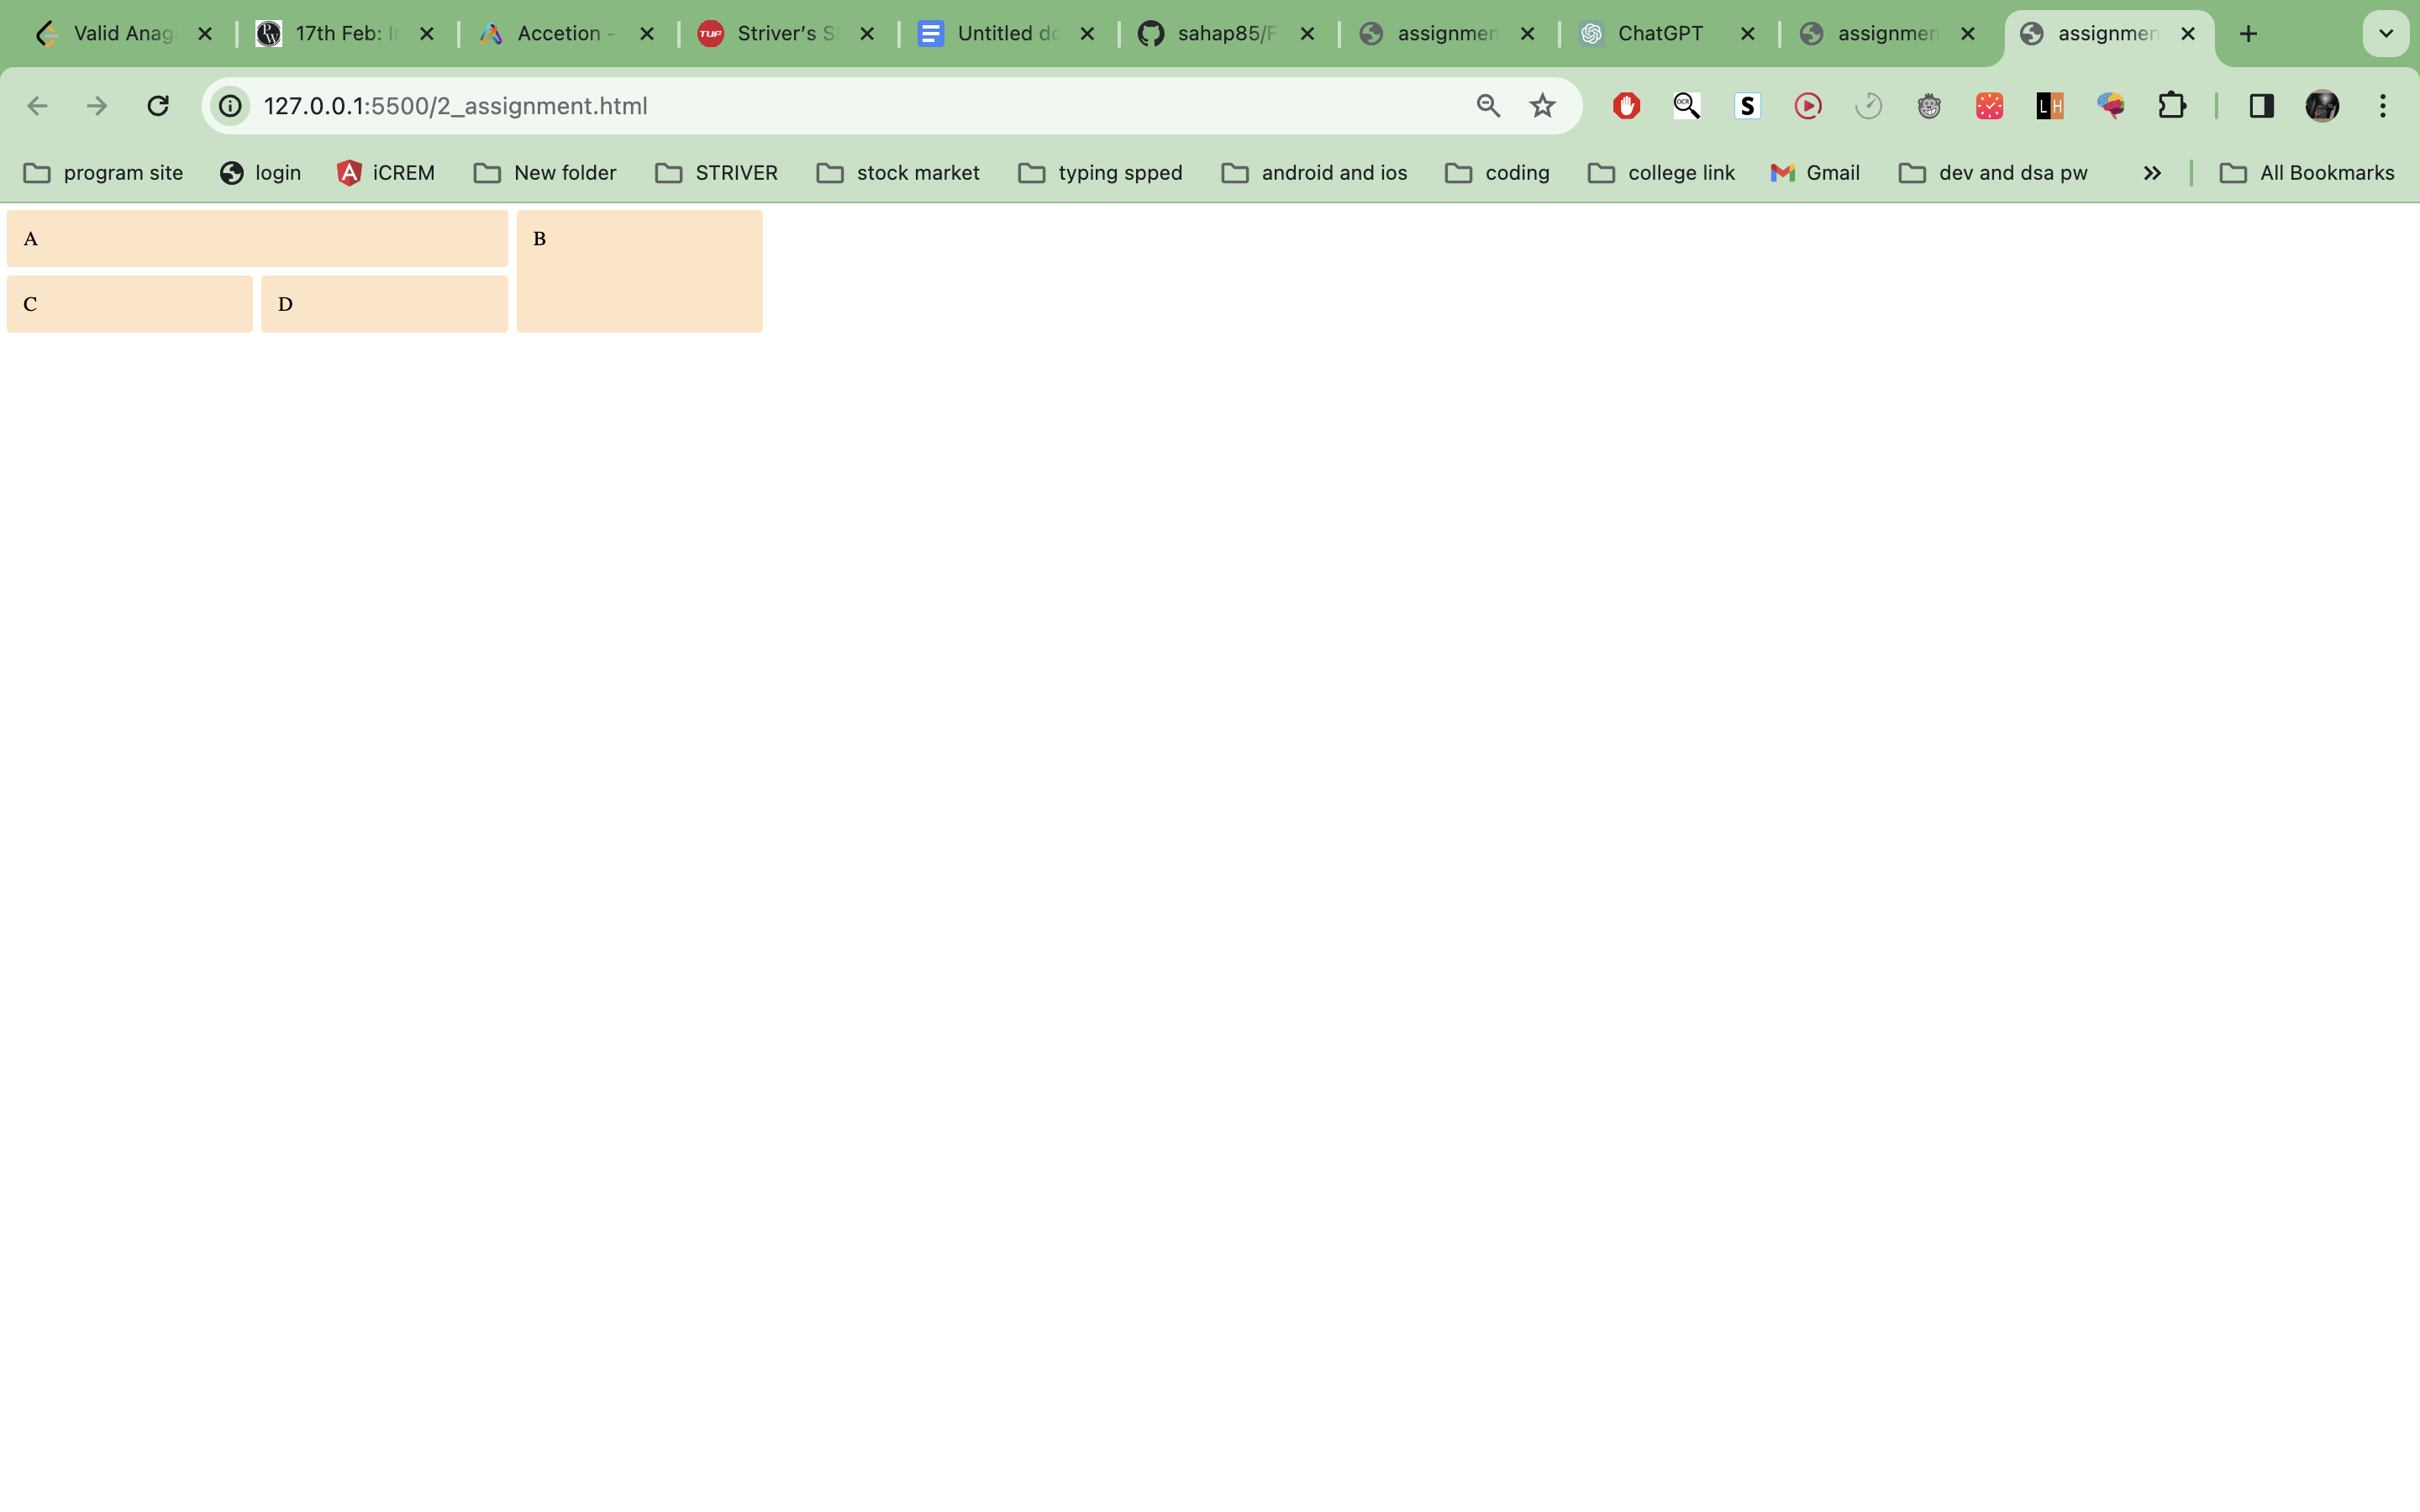 Valid Anag 17th Feb: I Accetion - Striver's S Untitled do sahap85/F assignmen ChatGPT assignmen assignmen
127.0.0.1:5500/2_assignment.html
program site login iCREM New folder STRIVER stock market typing spped android and ios coding college link Gmail dev and dsa pw All Bookmarks
A B
C D